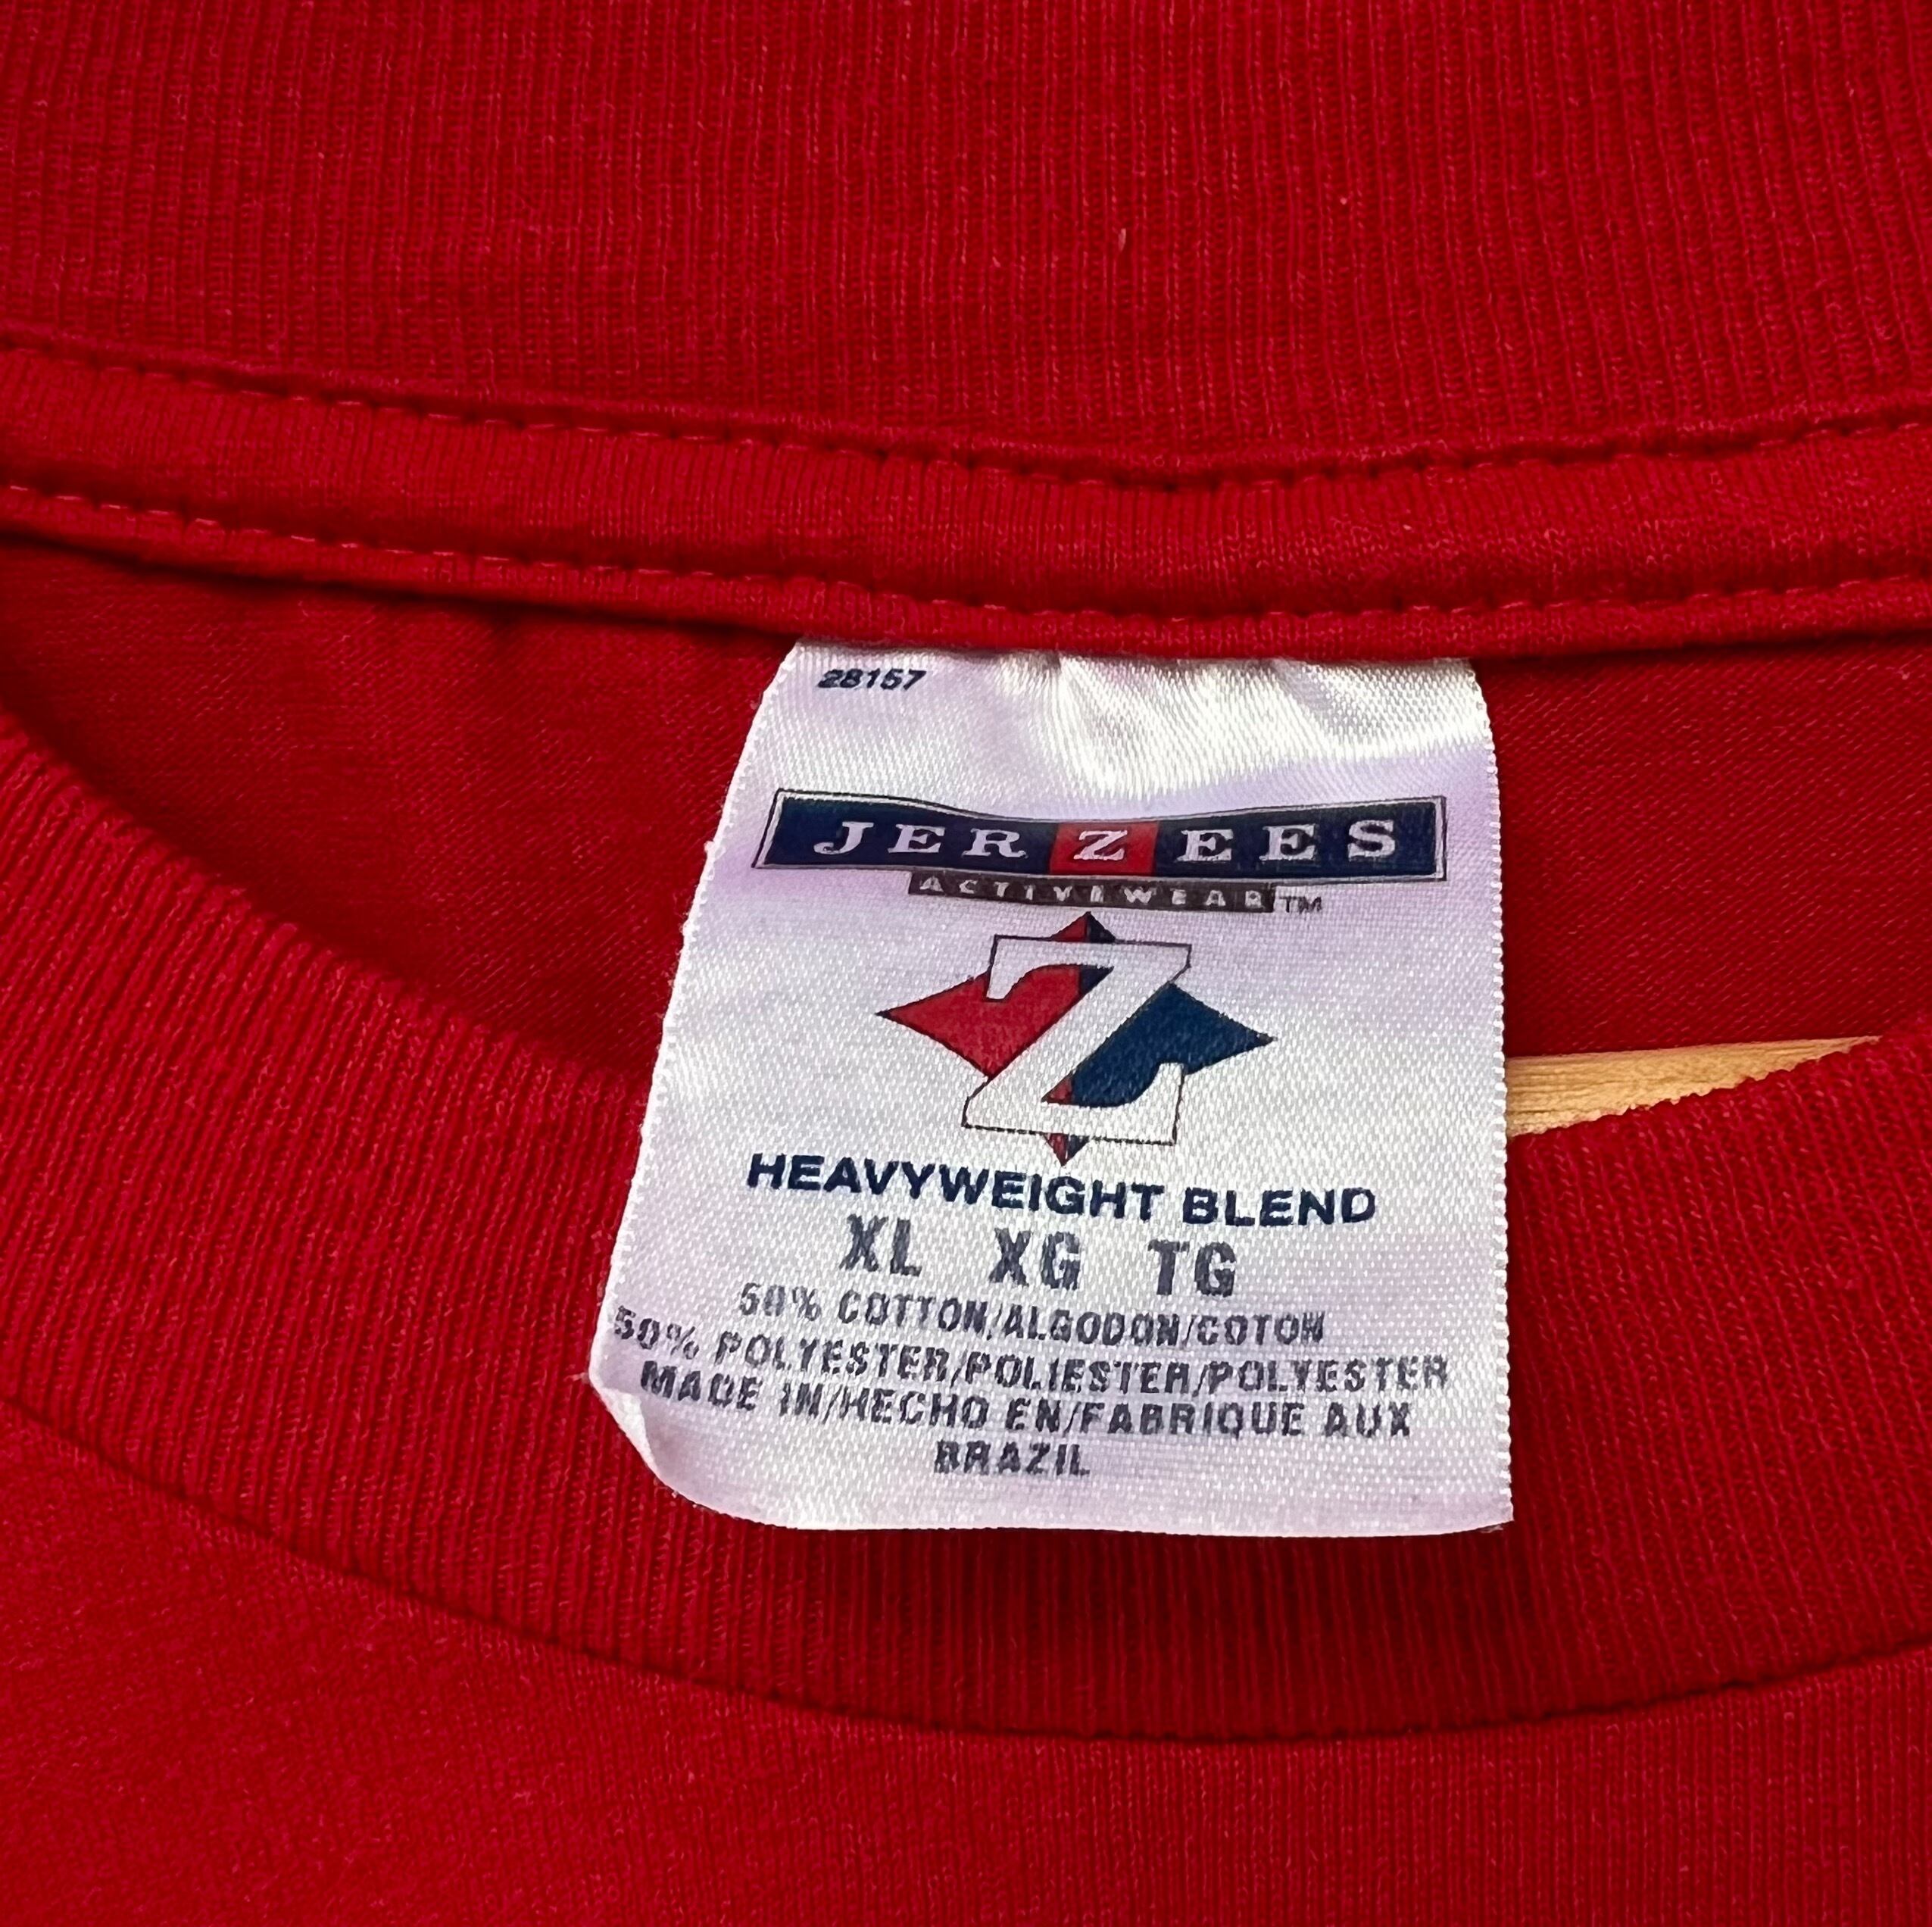 28157
JERZEES
ACTIVEWEAR™
Z
HEAVYWEIGHT BLEND
XL XG TG
50% COTTON/ALGODON/COTON
50% POLYESTER/POLIESTER/POLYESTER
MADE IN/HECHO EN/FABRIQUE AUX
BRAZIL